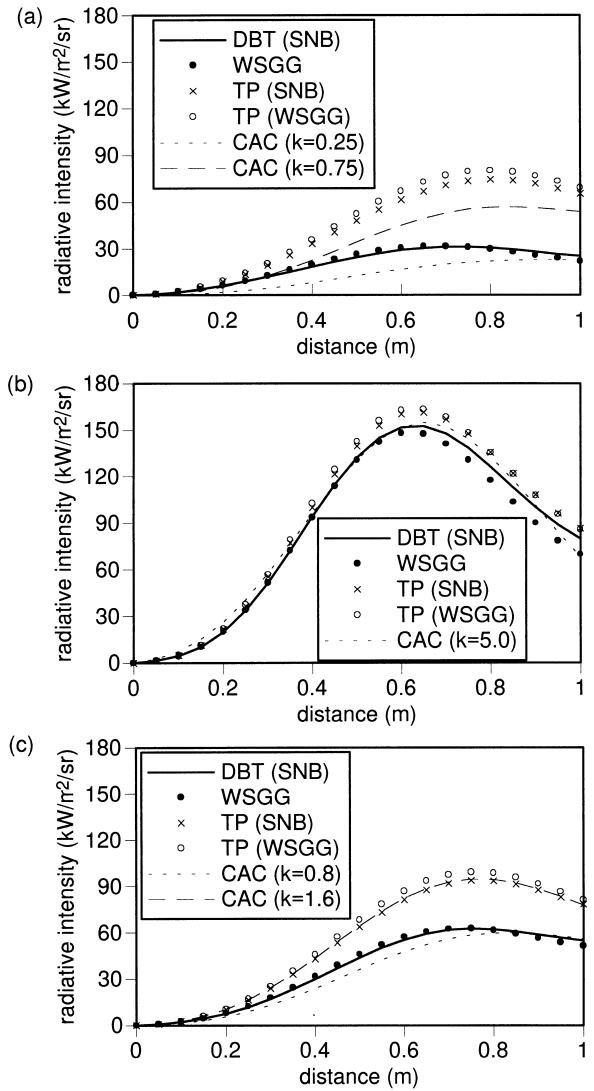 (a)
radiative intensity (kW/m²/sr)
180
150
120
90
60
30
0
DBT (SNB)
WSGG
TP (SNB)
TP (WSGG)
CAC (k=0.25)
CAC (k=0.75)
0 0.2 0.4 0.6 0.8 1
distance (m)
(b)
radiative intensity (kW/m²/sr)
180
150
120
90
60
30
0
DBT (SNB)
WSGG
TP (SNB)
TP (WSGG)
CAC (k=5.0)
0 0.2 0.4 0.6 0.8 1
distance (m)
(c)
radiative intensity (kW/m²/sr)
180
150
120
90
60
30
0
DBT (SNB)
WSGG
TP (SNB)
TP (WSGG)
CAC (k=0.8)
CAC (k=1.6)
0 0.2 0.4 0.6 0.8 1
distance (m)